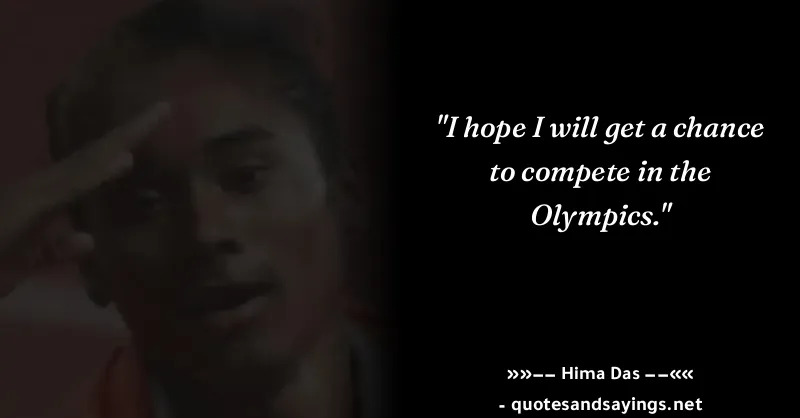 "I hope I will get a chance
to compete in the
Olympics."
»»−− Hima Das −−««
- quotesandsayings.net